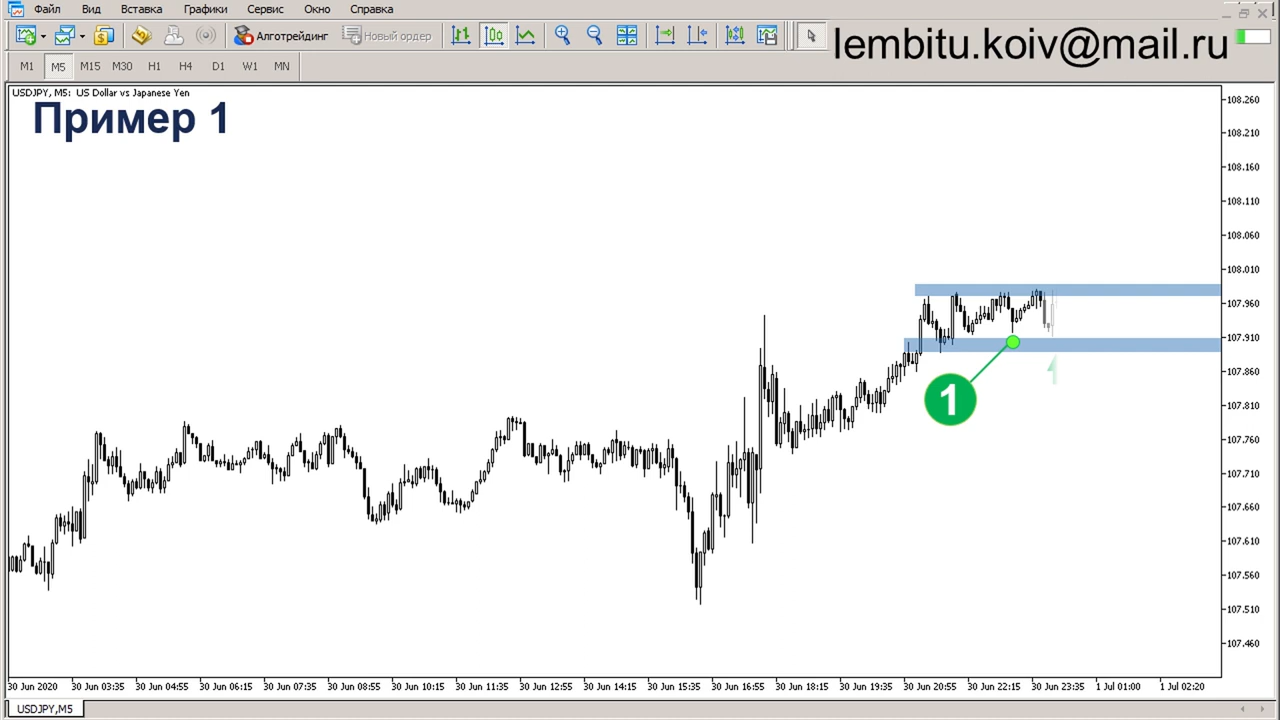 Файл Вид Вставка Графики Сервис Окно Справка
Алготрейдинг Новый ордер
lembitu.koiv@mail.ru
M1 M5 M15 M30 H1 H4 D1 W1 MN
USDJPY, M5: US Dollar vs Japanese Yen
Пример 1
108.260
108.210
108.160
108.110
108.060
108.010
107.960
107.910
107.860
107.810
107.760
107.710
107.660
107.610
107.560
107.510
107.460
1
30 Jun 2020 30 Jun 03:35 30 Jun 04:55 30 Jun 06:15 30 Jun 07:35 30 Jun 08:55 30 Jun 10:15 30 Jun 11:35 30 Jun 12:55 30 Jun 14:15 30 Jun 15:35 30 Jun 16:55 30 Jun 18:15 30 Jun 19:35 30 Jun 20:55 30 Jun 22:15 30 Jun 23:35 1 Jul 01:00 1 Jul 02:20
USDJPY,M5